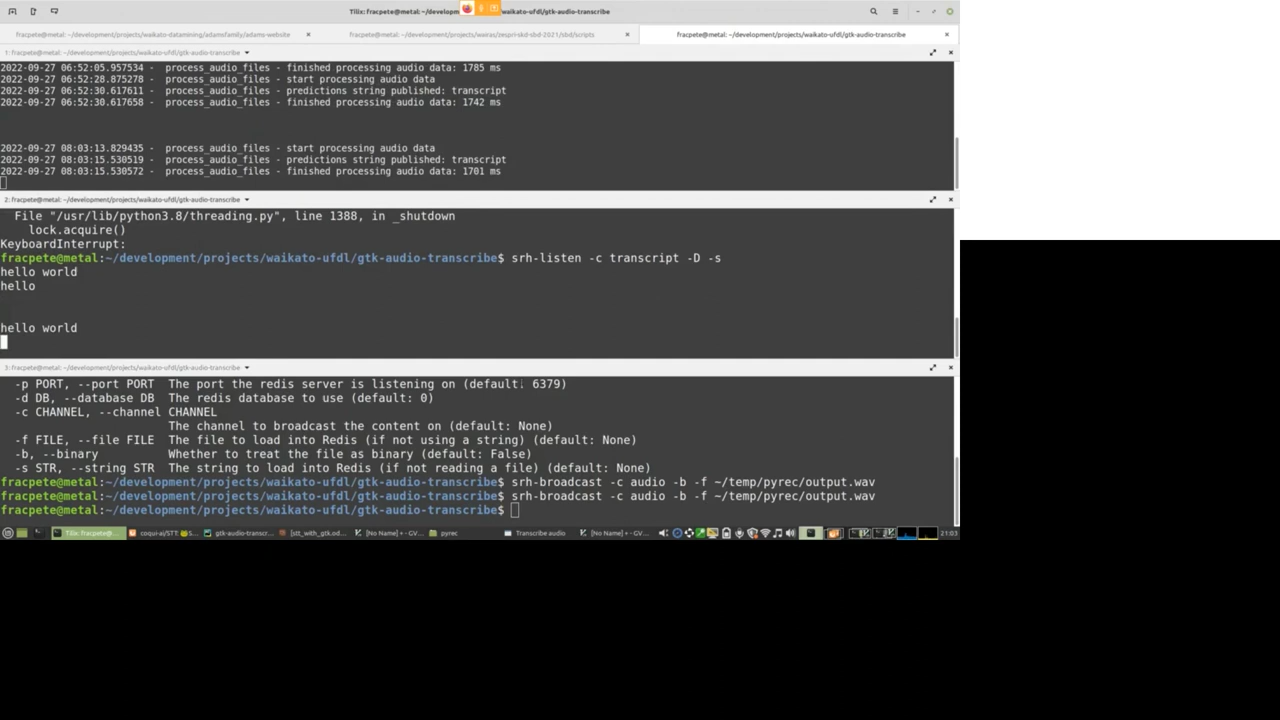 Tilix: fracpete@metal: ~/developm waikato-ufdl/gtk-audio-transcribe
fracpete@metal: ~/development/projects/waikato-datamining/adamsfamily/adams-website
fracpete@metal: ~/development/projects/wairas/zespri-skd-sbd-2021/sbd/scripts
fracpete@metal: ~/development/projects/waikato-ufdl/gtk-audio-transcribe
1: fracpete@metal: ~/development/projects/waikato-ufdl/gtk-audio-transcribe
2022-09-27 06:52:05.957534 - process_audio_files - finished processing audio data: 1785 ms
2022-09-27 06:52:28.875278 - process_audio_files - start processing audio data
2022-09-27 06:52:30.617611 - process_audio_files - predictions string published: transcript
2022-09-27 06:52:30.617658 - process_audio_files - finished processing audio data: 1742 ms
2022-09-27 08:03:13.829435 - process_audio_files - start processing audio data
2022-09-27 08:03:15.530519 - process_audio_files - predictions string published: transcript
2022-09-27 08:03:15.530572 - process_audio_files - finished processing audio data: 1701 ms
2: fracpete@metal: ~/development/projects/waikato-ufdl/gtk-audio-transcribe
File "/usr/lib/python3.8/threading.py", line 1388, in _shutdown
lock.acquire()
KeyboardInterrupt:
fracpete@metal:~/development/projects/waikato-ufdl/gtk-audio-transcribe$ srh-listen -c transcript -D -s
hello world
hello
hello world
3: fracpete@metal: ~/development/projects/waikato-ufdl/gtk-audio-transcribe
-p PORT, --port PORT The port the redis server is listening on (default: 6379)
-d DB, --database DB The redis database to use (default: 0)
-c CHANNEL, --channel CHANNEL
The channel to broadcast the content on (default: None)
-f FILE, --file FILE The file to load into Redis (if not using a string) (default: None)
-b, --binary Whether to treat the file as binary (default: False)
-s STR, --string STR The string to load into Redis (if not reading a file) (default: None)
fracpete@metal:~/development/projects/waikato-ufdl/gtk-audio-transcribe$ srh-broadcast -c audio -b -f ~/temp/pyrec/output.wav
fracpete@metal:~/development/projects/waikato-ufdl/gtk-audio-transcribe$ srh-broadcast -c audio -b -f ~/temp/pyrec/output.wav
fracpete@metal:~/development/projects/waikato-ufdl/gtk-audio-transcribe$
Tilix: fracpete@... coqui-ai/STT: gtk-audio-transcr... [stt_with_gtk.od... [No Name] + - GV... pyrec Transcribe audio [No Name] + - GV... 21:03